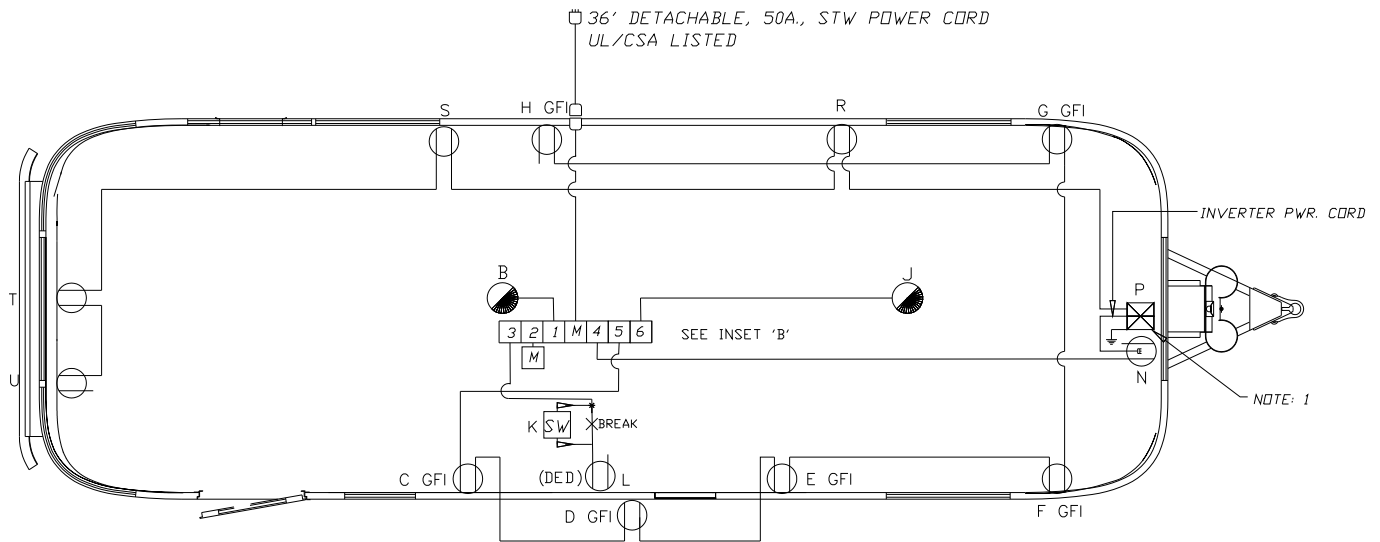 36' DETACHABLE, 50A., STW POWER CORD
UL/CSA LISTED
S
H GFI
R
G GFI
INVERTER PWR. CORD
B
J
P
T
3 2 1 M 4 5 6
SEE INSET 'B'
M
N
U
NOTE: 1
K SW
BREAK
C GFI
(DED) L
E GFI
D GFI
F GFI